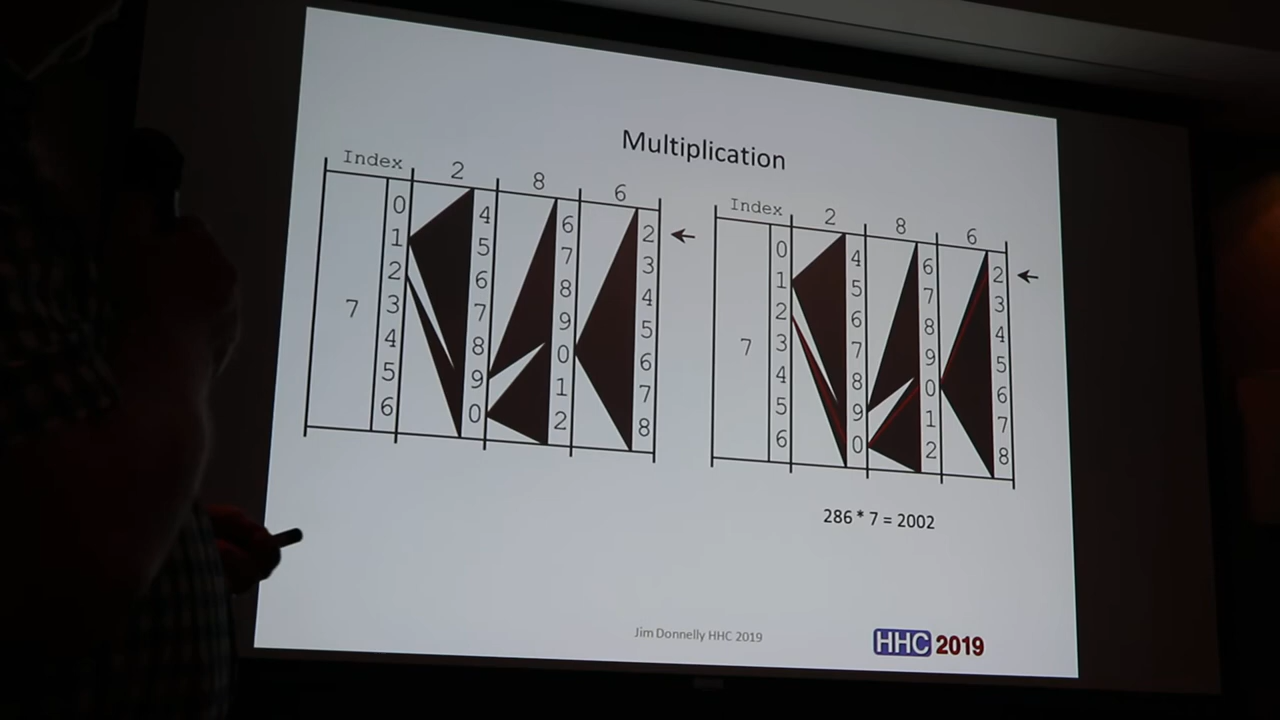 Multiplication
Index 2 8 6
0 4 6 2 ←
1 5 7 3
2 6 8 4
7 3 7 9 5
4 8 0 6
5 9 1 7
6 0 2 8
Index 2 8 6
0 4 6 2 ←
1 5 7 3
2 6 8 4
7 3 7 9 5
4 8 0 6
5 9 1 7
6 0 2 8
286 * 7 = 2002
Jim Donnelly HHC 2019
HHC 2019